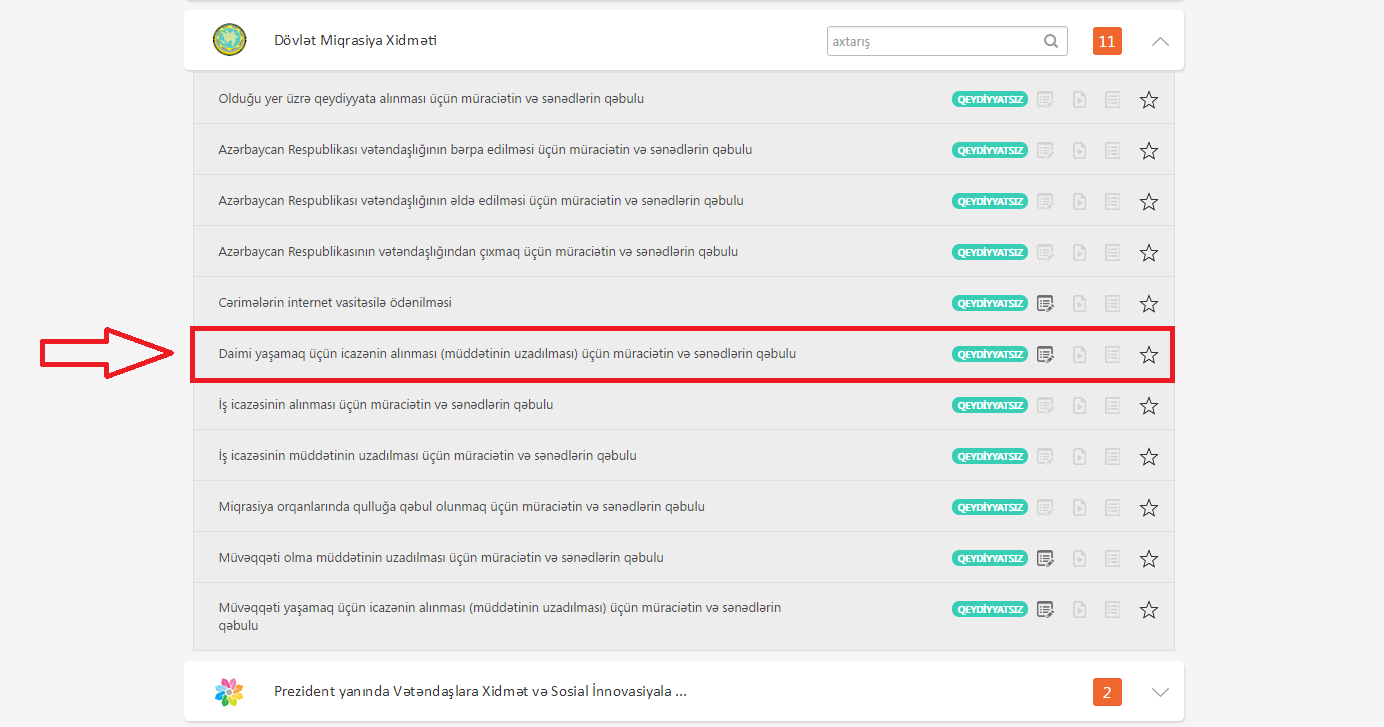 Dövlət Miqrasiya Xidməti
axtarış
11
Olduğu yer üzrə qeydiyyata alınması üçün müraciətin və sənədlərin qəbulu
QEYDİYYATSIZ
Azərbaycan Respublikası vətəndaşlığının bərpa edilməsi üçün müraciətin və sənədlərin qəbulu
QEYDİYYATSIZ
Azərbaycan Respublikası vətəndaşlığının əldə edilməsi üçün müraciətin və sənədlərin qəbulu
QEYDİYYATSIZ
Azərbaycan Respublikasının vətəndaşlığından çıxmaq üçün müraciətin və sənədlərin qəbulu
QEYDİYYATSIZ
Cərimələrin internet vasitəsilə ödənilməsi
QEYDİYYATSIZ
Daimi yaşamaq üçün icazənin alınması (müddətinin uzadılması) üçün müraciətin və sənədlərin qəbulu
QEYDİYYATSIZ
İş icazəsinin alınması üçün müraciətin və sənədlərin qəbulu
QEYDİYYATSIZ
İş icazəsinin müddətinin uzadılması üçün müraciətin və sənədlərin qəbulu
QEYDİYYATSIZ
Miqrasiya orqanlarında qulluğa qəbul olunmaq üçün müraciətin və sənədlərin qəbulu
QEYDİYYATSIZ
Müvəqqəti olma müddətinin uzadılması üçün müraciətin və sənədlərin qəbulu
QEYDİYYATSIZ
Müvəqqəti yaşamaq üçün icazənin alınması (müddətinin uzadılması) üçün müraciətin və sənədlərin
qəbulu
QEYDİYYATSIZ
Prezident yanında Vətəndaşlara Xidmət və Sosial İnnovasiyala ...
2